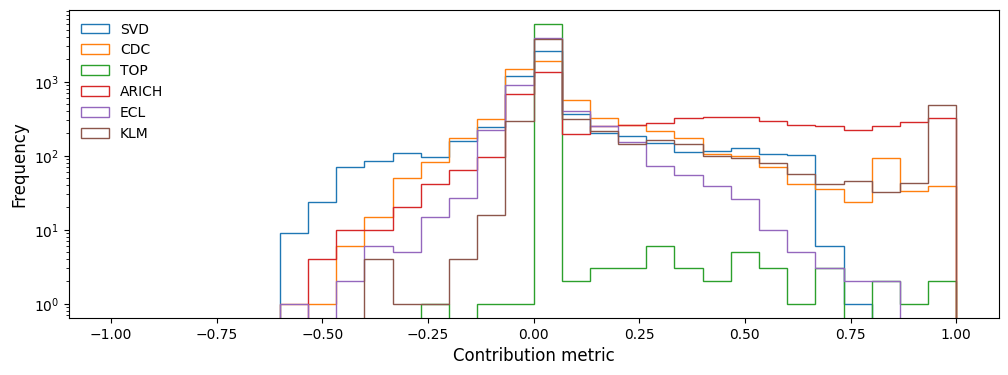 SVD
CDC
TOP
ARICH
ECL
KLM
Frequency
10³
10²
10¹
10⁰
−1.00 −0.75 −0.50 −0.25 0.00 0.25 0.50 0.75 1.00
Contribution metric